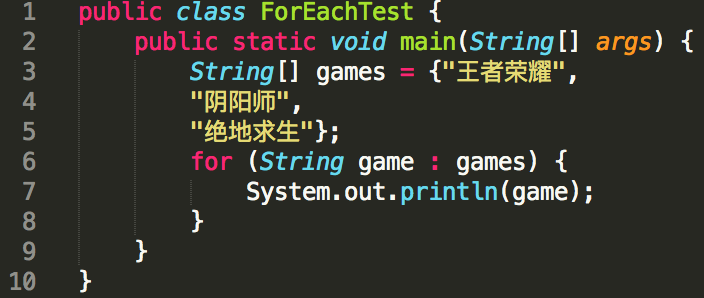 1 public class ForEachTest {
2 public static void main(String[] args) {
3 String[] games = {"王者荣耀",
4 "阴阳师",
5 "绝地求生"};
6 for (String game : games) {
7 System.out.println(game);
8 }
9 }
10 }